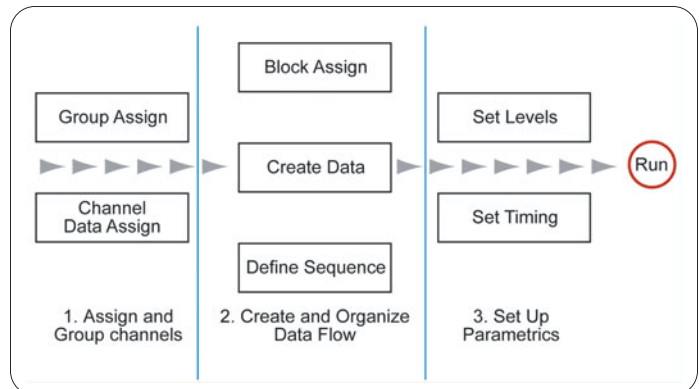 Group Assign
Channel
Data Assign
1. Assign and
Group channels
Block Assign
Create Data
Define Sequence
2. Create and Organize
Data Flow
Set Levels
Set Timing
3. Set Up
Parametrics
Run